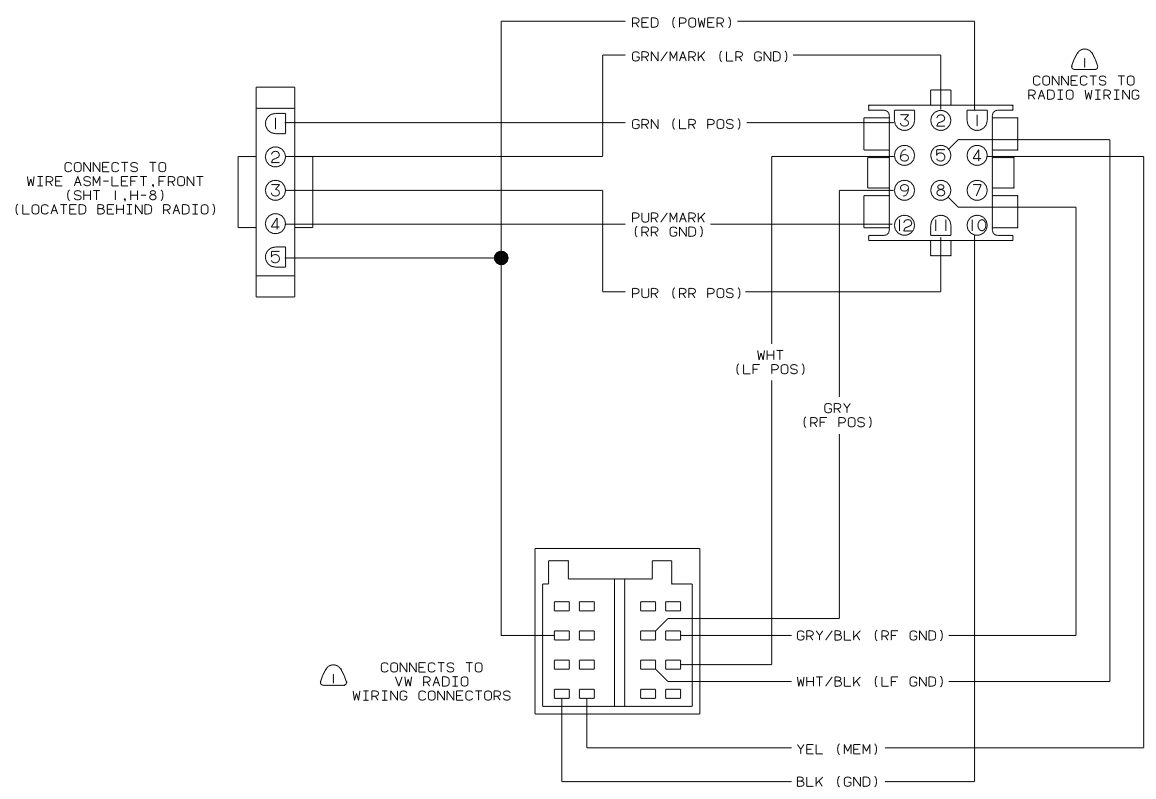 RED (POWER)
GRN/MARK (LR GND)
1
CONNECTS TO
RADIO WIRING
1
GRN (LR POS)
3 2 1
2
6 5 4
CONNECTS TO
WIRE ASM-LEFT,FRONT
(SHT 1,H-8)
(LOCATED BEHIND RADIO)
3
9 8 7
4
PUR/MARK
(RR GND)
12 11 10
5
PUR (RR POS)
WHT
(LF POS)
GRY
(RF POS)
GRY/BLK (RF GND)
1
CONNECTS TO
VW RADIO
WIRING CONNECTORS
WHT/BLK (LF GND)
YEL (MEM)
BLK (GND)